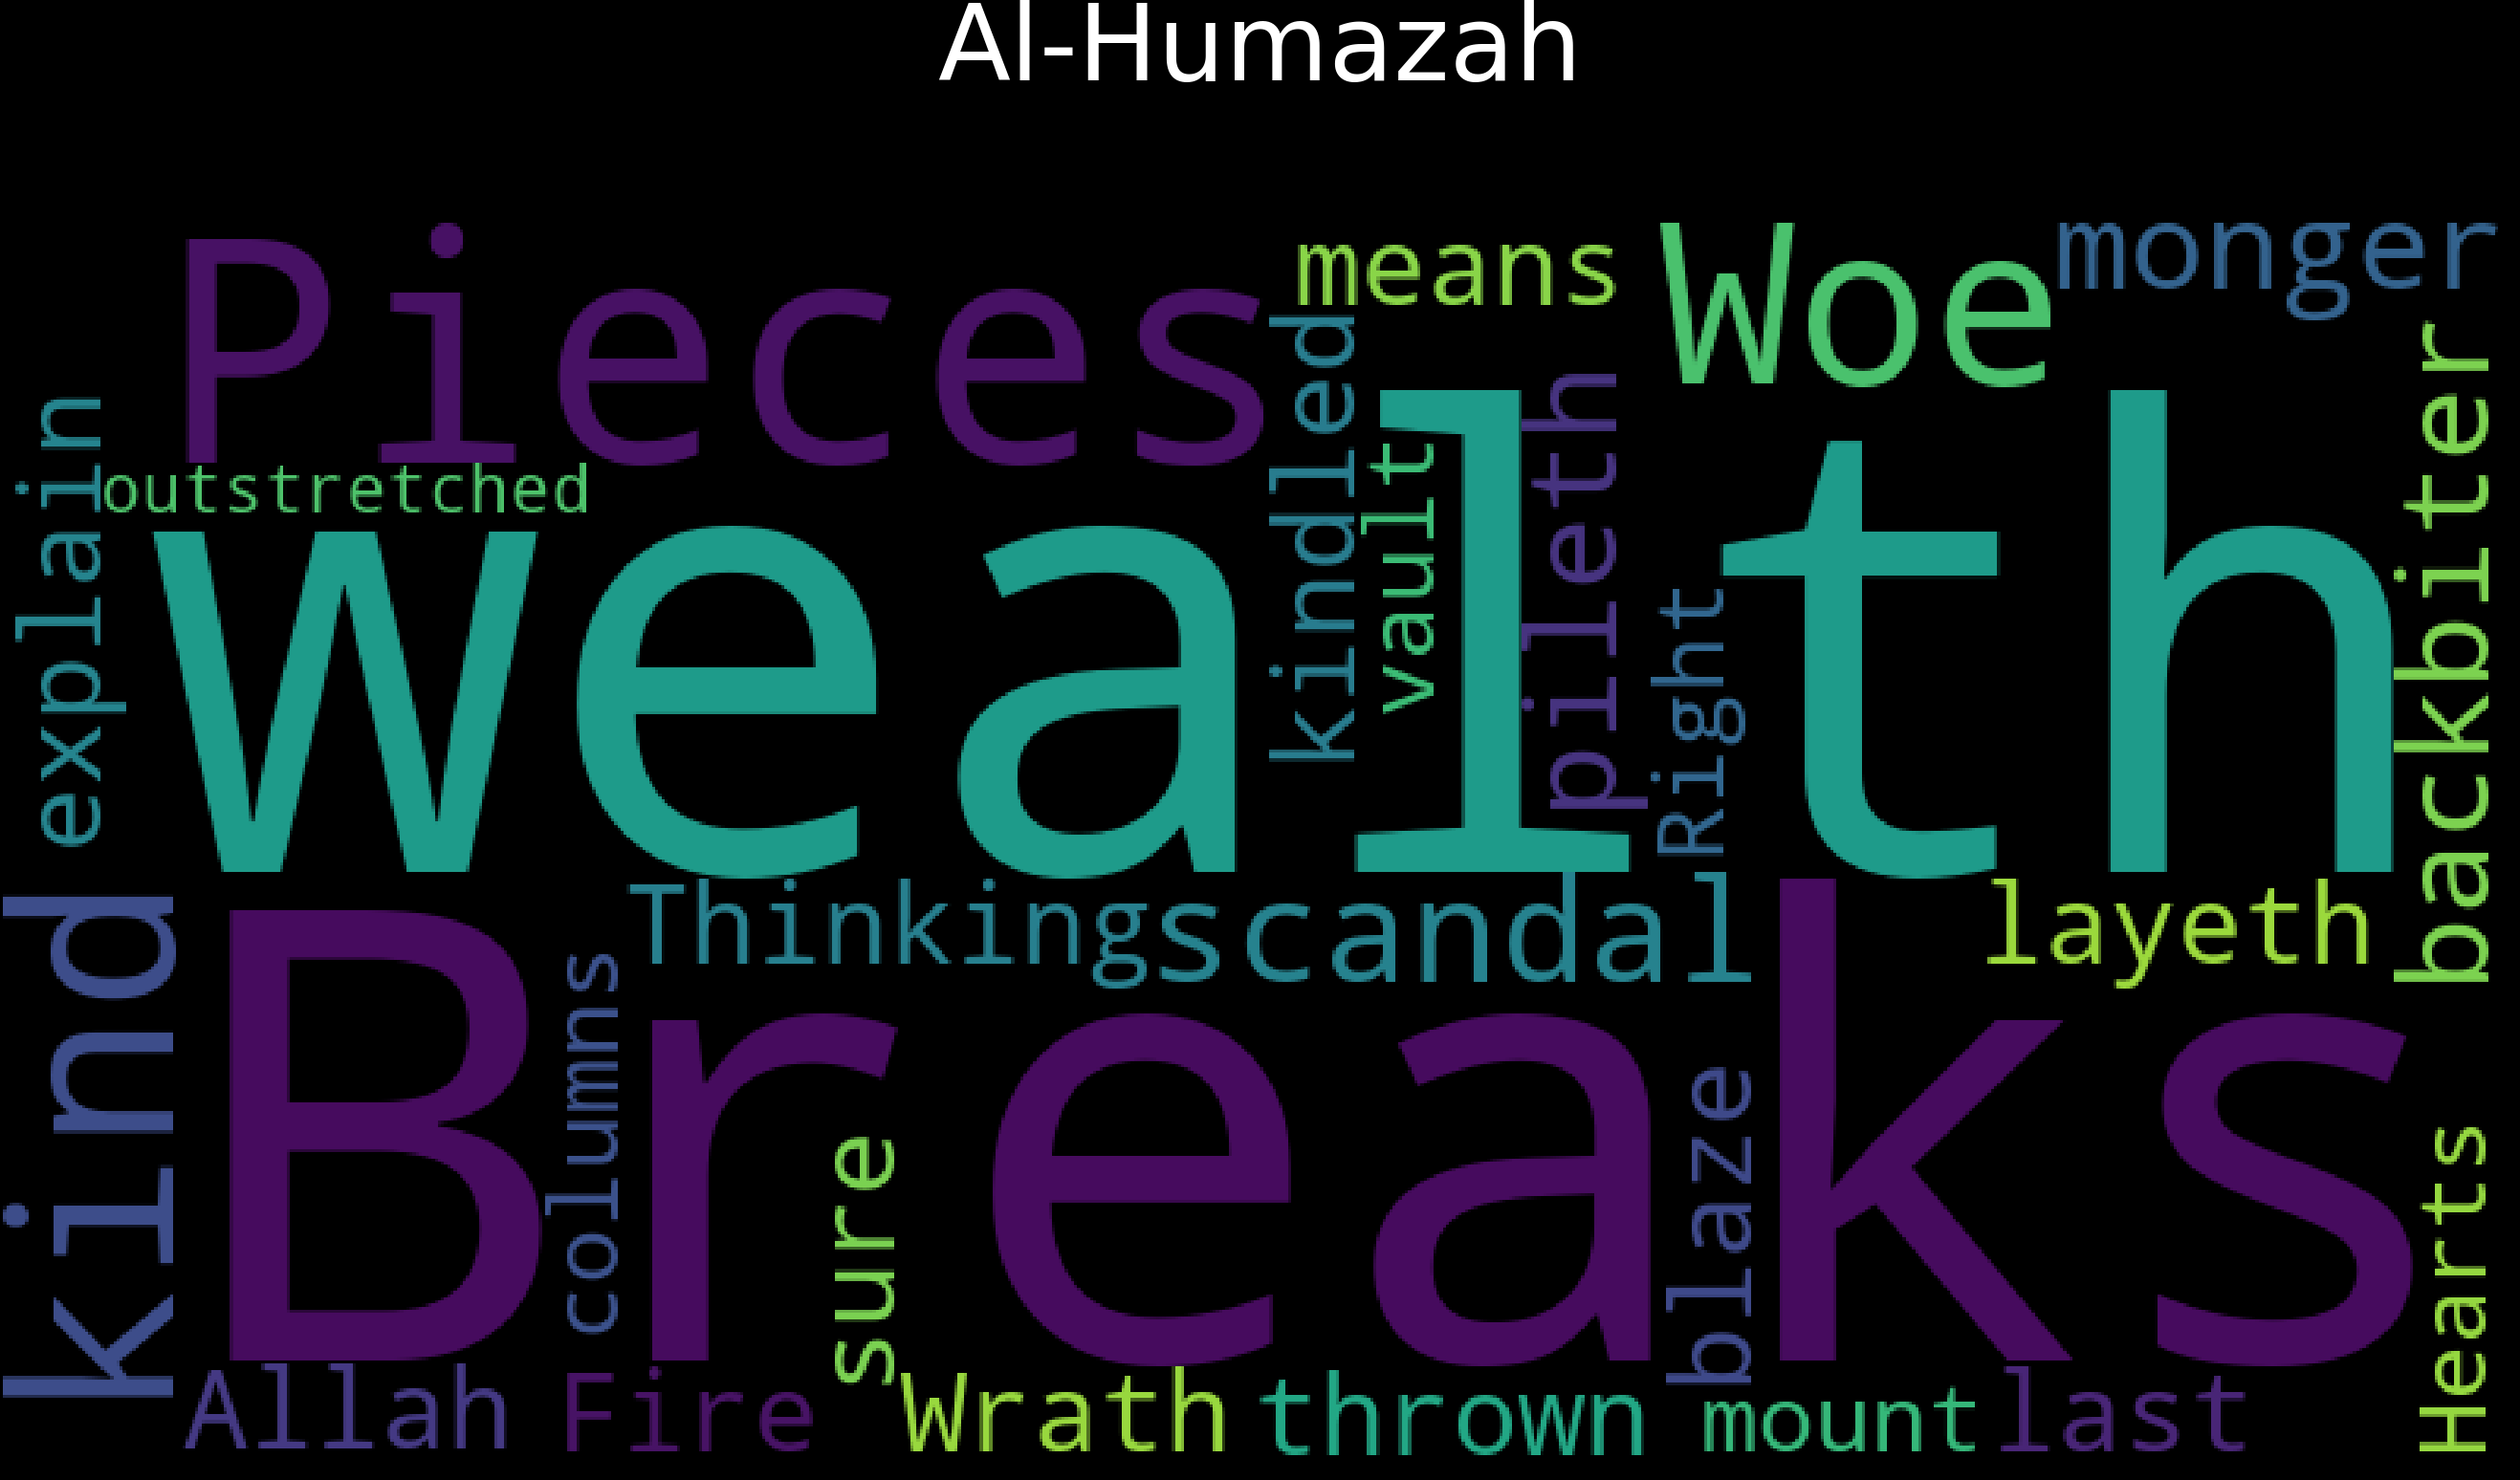 Al-Humazah
Pieces
means
Woe
monger
kindled
vault
pileth
backbiter
explain
outstretched
wealth
Right
kind
Thinking
scandal
layeth
Breaks
columns
sure
blaze
Hearts
Allah
Fire
Wrath
thrown
mount
last